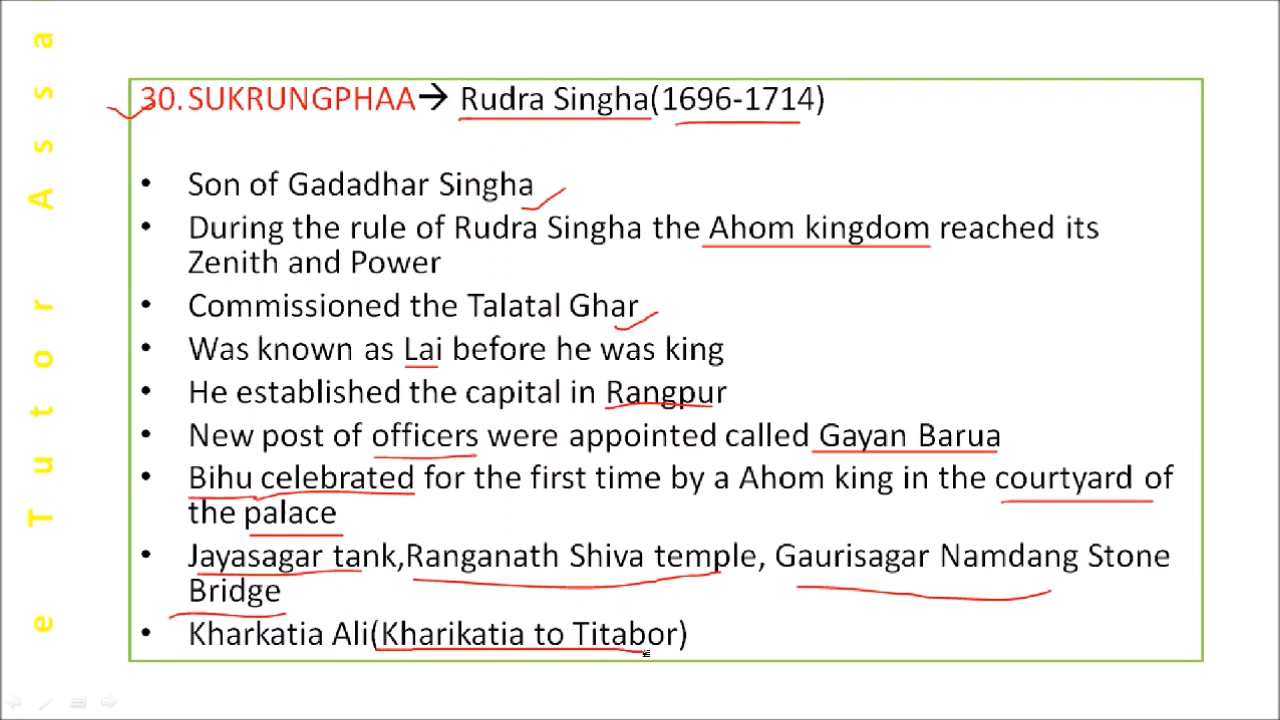 30. SUKRUNGPHAA→ Rudra Singha(1696-1714)
• Son of Gadadhar Singha
• During the rule of Rudra Singha the Ahom kingdom reached its
Zenith and Power
• Commissioned the Talatal Ghar
• Was known as Lai before he was king
• He established the capital in Rangpur
• New post of officers were appointed called Gayan Barua
• Bihu celebrated for the first time by a Ahom king in the courtyard of
the palace
• Jayasagar tank,Ranganath Shiva temple, Gaurisagar Namdang Stone
Bridge
• Kharkatia Ali(Kharikatia to Titabor)
e Tutor Assa